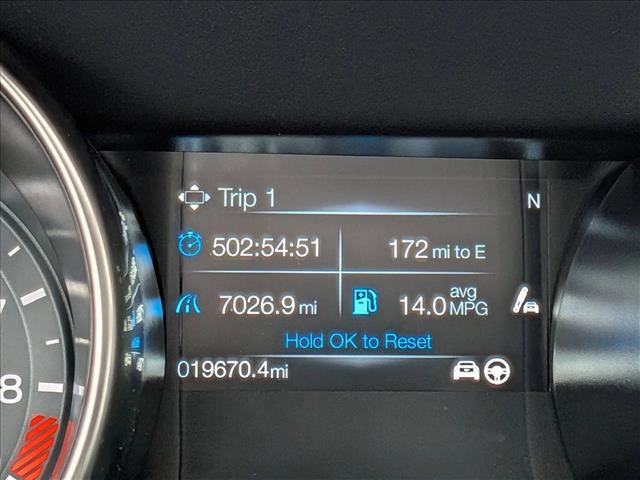 Trip 1
N
502:54:51
172 mi to E
7026.9 mi
14.0 avg MPG
Hold OK to Reset
019670.4mi
8